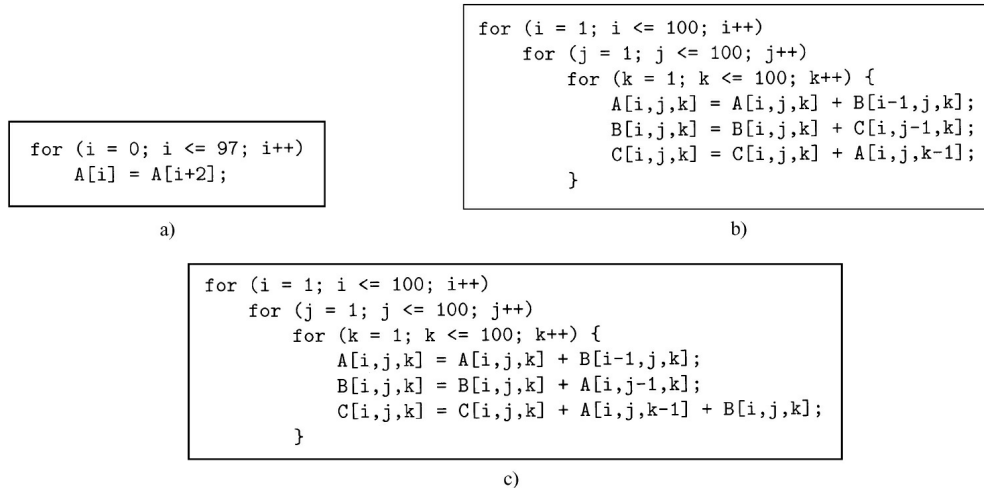 for (i = 0; i <= 97; i++)
    A[i] = A[i+2];
a)
for (i = 1; i <= 100; i++)
    for (j = 1; j <= 100; j++)
        for (k = 1; k <= 100; k++) {
            A[i,j,k] = A[i,j,k] + B[i-1,j,k];
            B[i,j,k] = B[i,j,k] + C[i,j-1,k];
            C[i,j,k] = C[i,j,k] + A[i,j,k-1];
        }
b)
for (i = 1; i <= 100; i++)
    for (j = 1; j <= 100; j++)
        for (k = 1; k <= 100; k++) {
            A[i,j,k] = A[i,j,k] + B[i-1,j,k];
            B[i,j,k] = B[i,j,k] + A[i,j-1,k];
            C[i,j,k] = C[i,j,k] + A[i,j,k-1] + B[i,j,k];
        }
c)